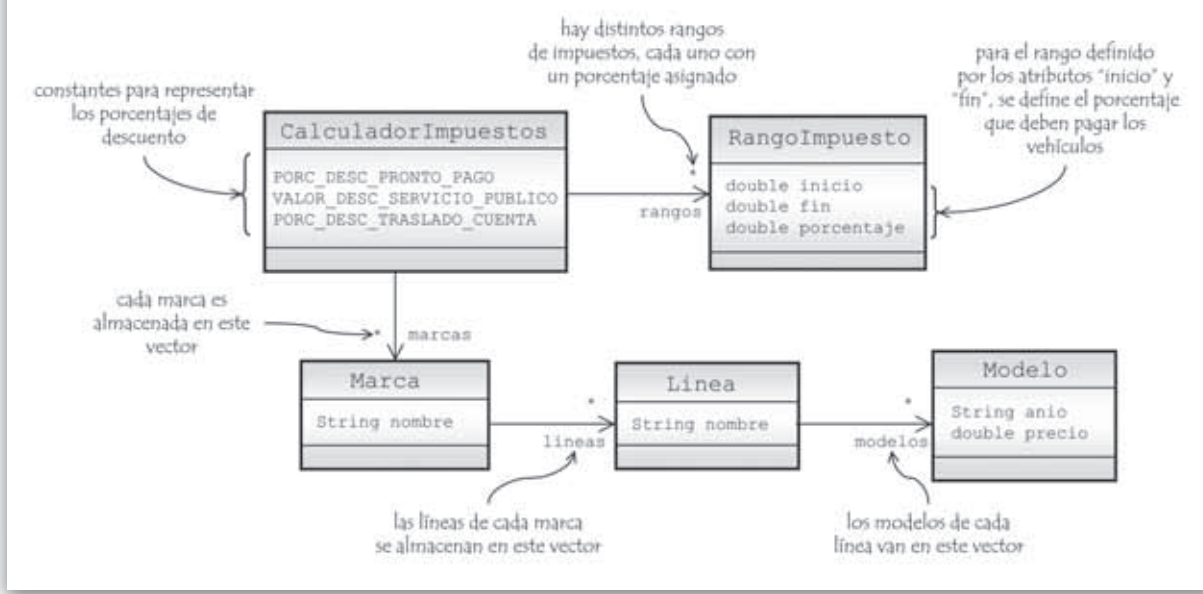 hay distintos rangos
de impuestos, cada uno con
un porcentaje asignado
para el rango definido
por los atributos "inicio" y
"fin", se define el porcentaje
que deben pagar los
vehículos
constantes para representar
los porcentajes de
descuento
CalculadorImpuestos
PORC_DESC_PRONTO_PAGO
VALOR_DESC_SERVICIO_PUBLICO
PORC_DESC_TRASLADO_CUENTA
*
rangos
RangoImpuesto
double inicio
double fin
double porcentaje
cada marca es
almacenada en este
vector
* marcas
Marca
String nombre
*
lineas
Linea
String nombre
*
modelos
Modelo
String anio
double precio
las líneas de cada marca
se almacenan en este vector
los modelos de cada
línea van en este vector